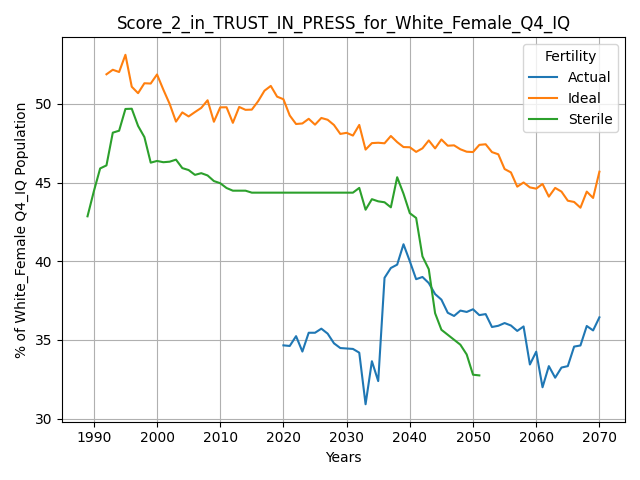 Score_2_in_TRUST_IN_PRESS_for_White_Female_Q4_IQ
Fertility
Actual
Ideal
Sterile
% of White_Female Q4_IQ Population
50
45
40
35
30
1990 2000 2010 2020 2030 2040 2050 2060 2070
Years